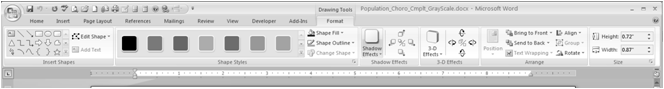 Drawing Tools Population_Choro_Cmplt_GrayScale.docx - Microsoft Word
Home Insert Page Layout References Mailings Review View Developer Add-Ins Format
Edit Shape Shape Fill Bring to Front Align Height: 0.72"
Add Text Shape Outline Shadow Effects 3-D Effects Position Send to Back Group Width: 0.87"
Change Shape Text Wrapping Rotate
Insert Shapes Shape Styles Shadow Effects 3-D Effects Arrange Size